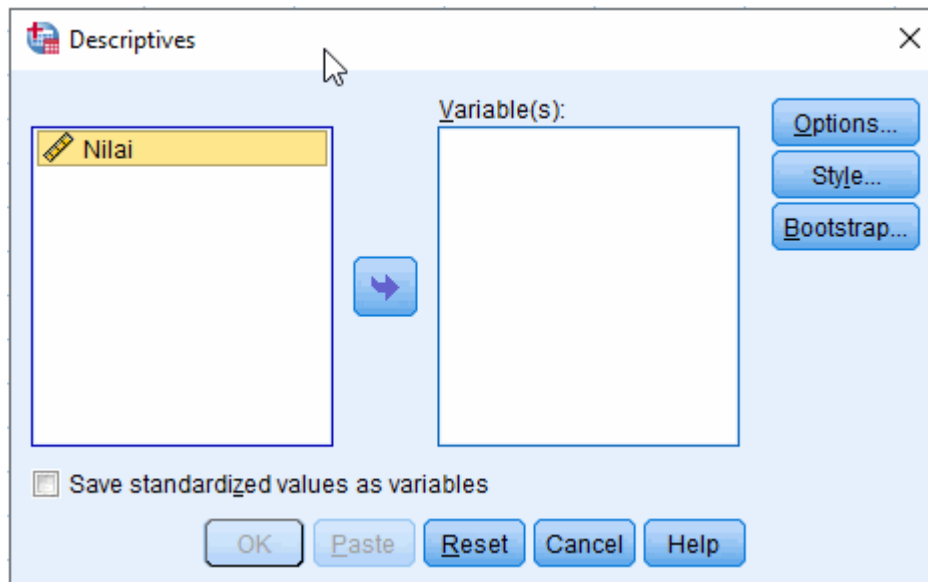 Descriptives
Variable(s):
Nilai
Options...
Style...
Bootstrap...
Save standardized values as variables
OK Paste Reset Cancel Help